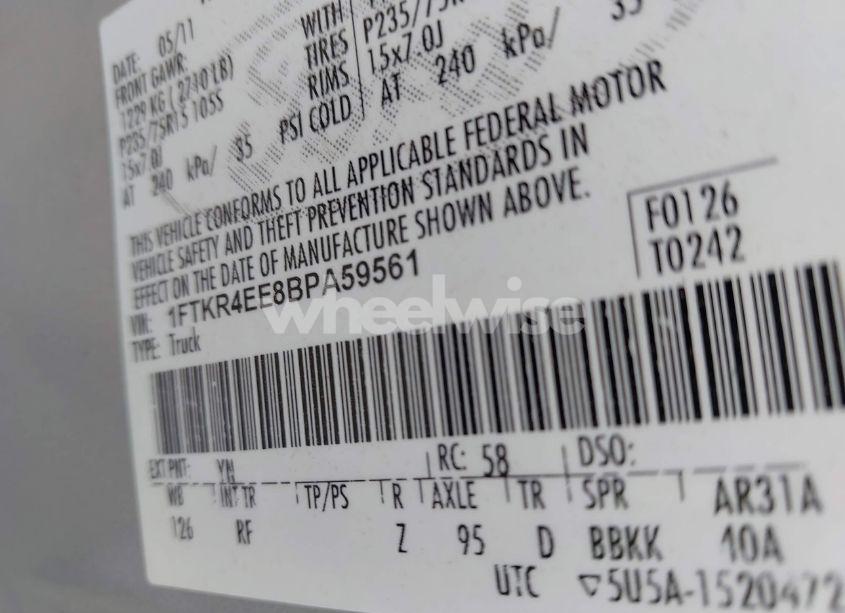 DATE: 05/11
FRONT GAWR: WITH P235/75R
1229 KG (2710LB) TIRES 15x7.0J
P235/75R15 105S RIMS AT 240 kPa/ 35
15x7.0J PSI COLD
AT 240 kPa/ 35
THIS VEHICLE CONFORMS TO ALL APPLICABLE FEDERAL MOTOR
VEHICLE SAFETY AND THEFT PREVENTION STANDARDS IN
EFFECT ON THE DATE OF MANUFACTURE SHOWN ABOVE.
F0126
T0242
VIN: 1FTKR4EE8BPA59561
TYPE: Truck
wheelwise
EXT PNT: YN RC: 58 DSO:
WB INT TR TP/PS R AXLE TR SPR AR31A
126 RF Z 95 D BBKK 10A
UTC ▽5U5A-1520472